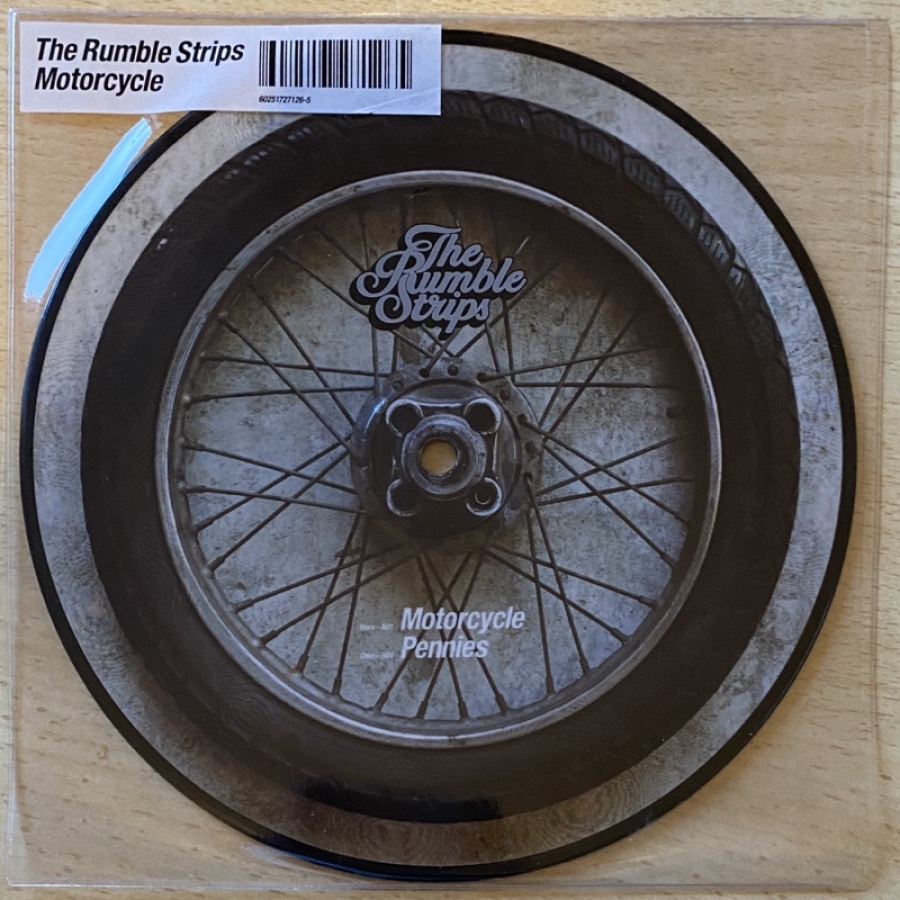 The Rumble Strips
Motorcycle
60251727126-5
The
Rumble
Strips
Motorcycle
Pennies